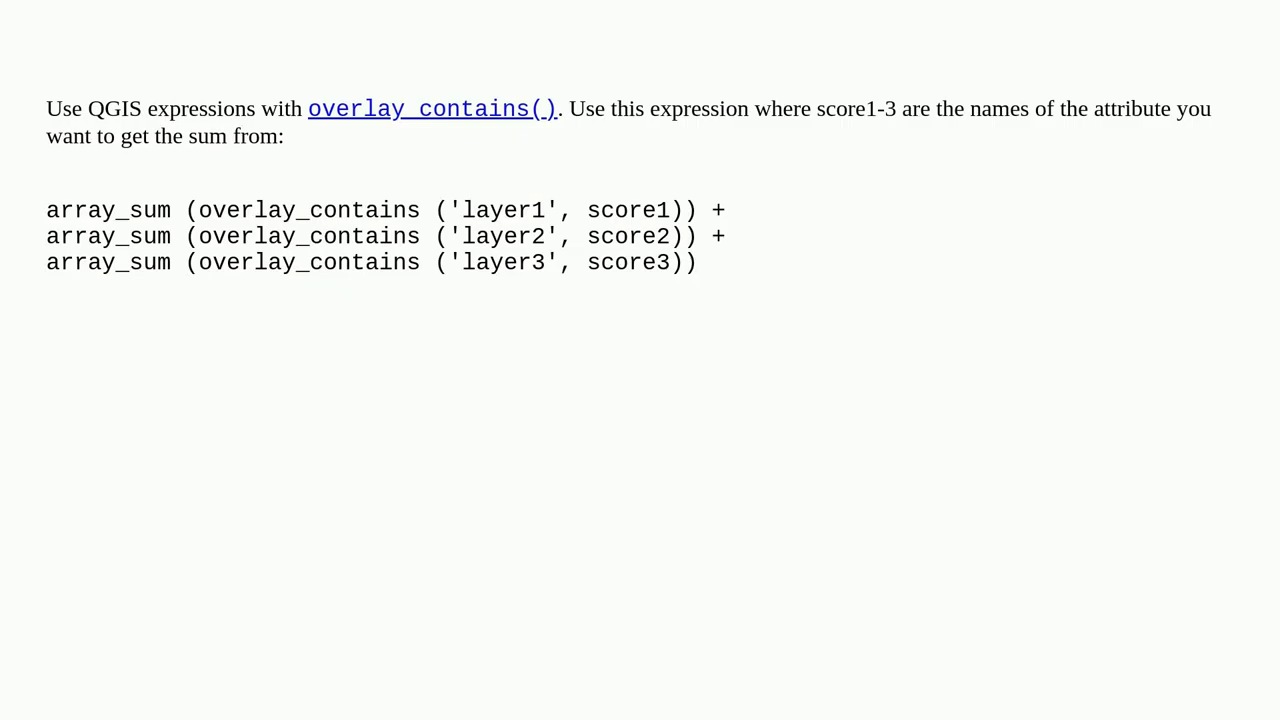 Use QGIS expressions with overlay_contains(). Use this expression where score1-3 are the names of the attribute you
want to get the sum from:
array_sum (overlay_contains ('layer1', score1)) +
array_sum (overlay_contains ('layer2', score2)) +
array_sum (overlay_contains ('layer3', score3))